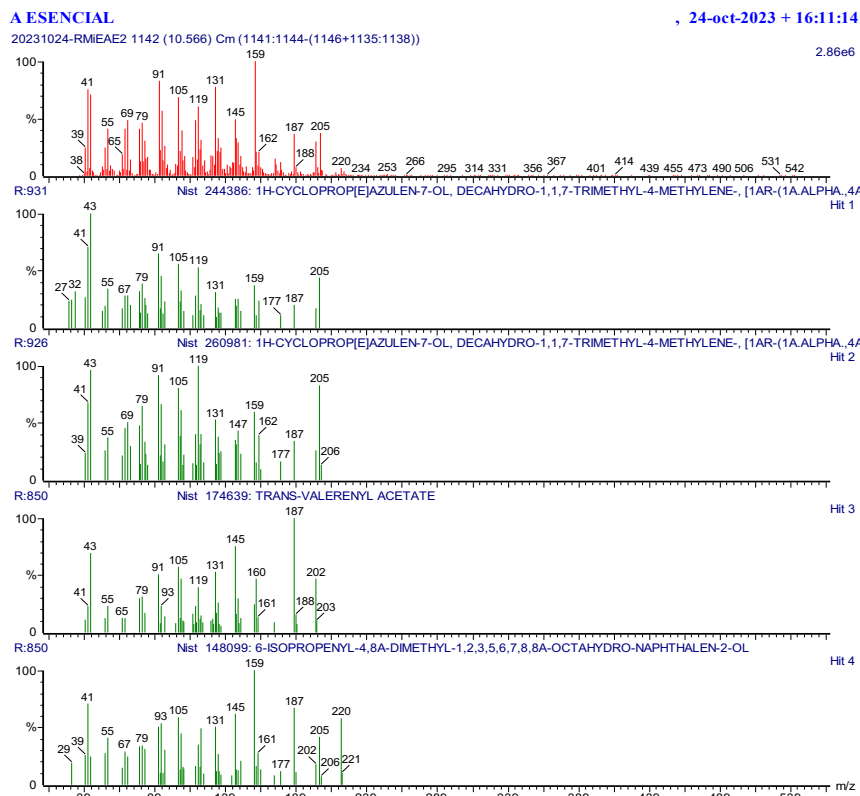 A ESENCIAL
, 24-oct-2023 + 16:11:14
20231024-RMiEAE2 1142 (10.566) Cm (1141:1144-(1146+1135:1138))
2.86e6
100
%
0
38 39 41 55 65 69 79 91 105 119 131 145 159 162 187 188 205 220 234 253 266 295 314 331 356 367 401 414 439 455 473 490 506 531 542
R:931 Nist 244386: 1H-CYCLOPROP[E]AZULEN-7-OL, DECAHYDRO-1,1,7-TRIMETHYL-4-METHYLENE-, [1AR-(1A.ALPHA.,4A
Hit 1
100
%
0
27 32 41 43 55 67 79 91 105 119 131 159 177 187 205
R:926 Nist 260981: 1H-CYCLOPROP[E]AZULEN-7-OL, DECAHYDRO-1,1,7-TRIMETHYL-4-METHYLENE-, [1AR-(1A.ALPHA.,4A
Hit 2
100
%
0
39 41 43 55 69 79 91 105 119 131 147 159 162 177 187 205 206
R:850 Nist 174639: TRANS-VALERENYL ACETATE
Hit 3
100
%
0
41 43 55 65 79 91 93 105 119 131 145 160 161 187 188 202 203
R:850 Nist 148099: 6-ISOPROPENYL-4,8A-DIMETHYL-1,2,3,5,6,7,8,8A-OCTAHYDRO-NAPHTHALEN-2-OL
Hit 4
100
%
0
29 39 41 55 67 79 93 105 131 145 159 161 177 187 202 205 206 220 221
m/z